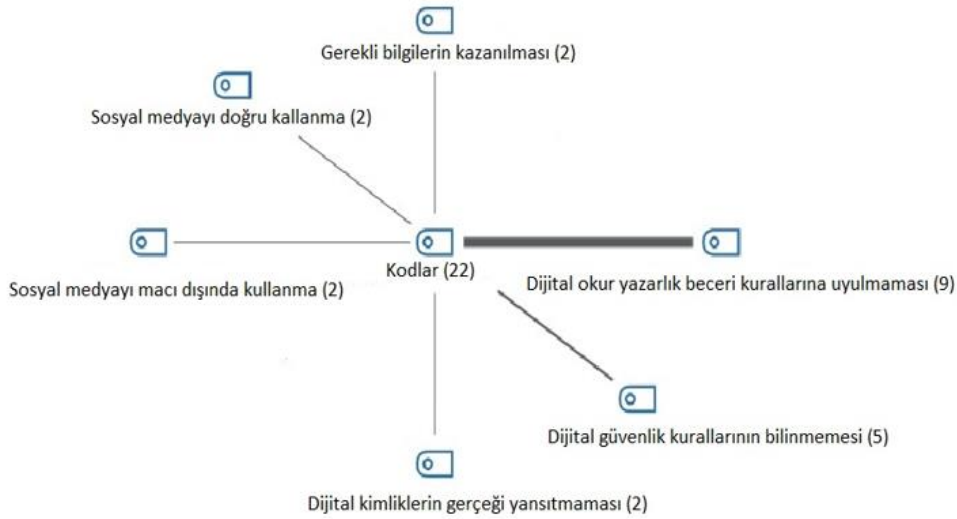 Gerekli bilgilerin kazanılması (2)
Sosyal medyayı doğru kallanma (2)
Kodlar (22)
Sosyal medyayı macı dışında kullanma (2)
Dijital okur yazarlık beceri kurallarına uyulmaması (9)
Dijital güvenlik kurallarının bilinmemesi (5)
Dijital kimliklerin gerçeği yansıtmaması (2)